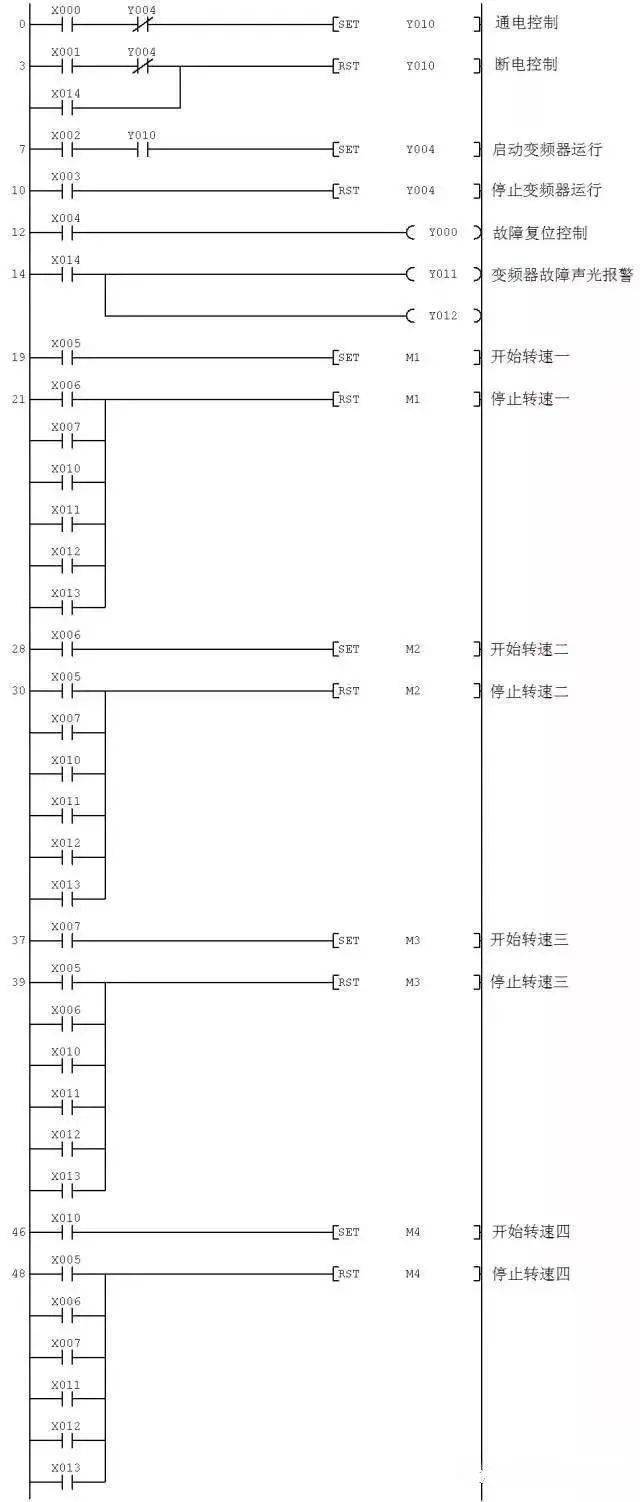 X000 Y004
0 SET Y010 通电控制
X001 Y004
3 RST Y010 断电控制
X014
X002 Y010
7 SET Y004 启动变频器运行
X003
10 RST Y004 停止变频器运行
X004
12 Y000 故障复位控制
X014
14 Y011 变频器故障声光报警
Y012
X005
19 SET M1 开始转速一
X006
21 RST M1 停止转速一
X007
X010
X011
X012
X013
X006
28 SET M2 开始转速二
X005
30 RST M2 停止转速二
X007
X010
X011
X012
X013
X007
37 SET M3 开始转速三
X005
39 RST M3 停止转速三
X006
X010
X011
X012
X013
X010
46 SET M4 开始转速四
X005
48 RST M4 停止转速四
X006
X007
X011
X012
X013